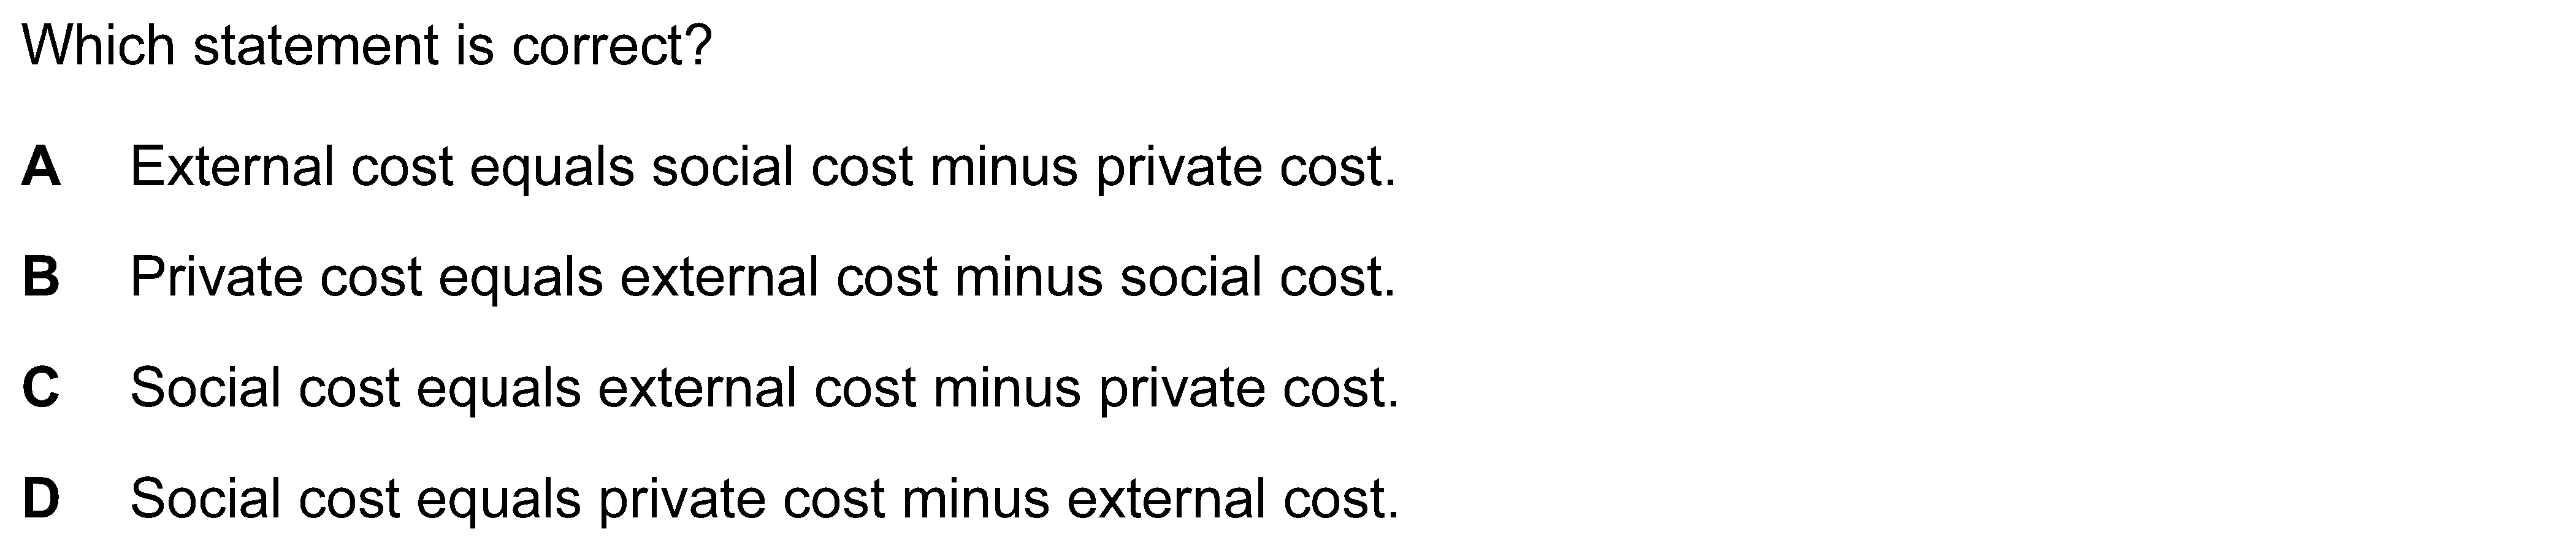 Which statement is correct?
A External cost equals social cost minus private cost.
B Private cost equals external cost minus social cost.
C Social cost equals external cost minus private cost.
D Social cost equals private cost minus external cost.